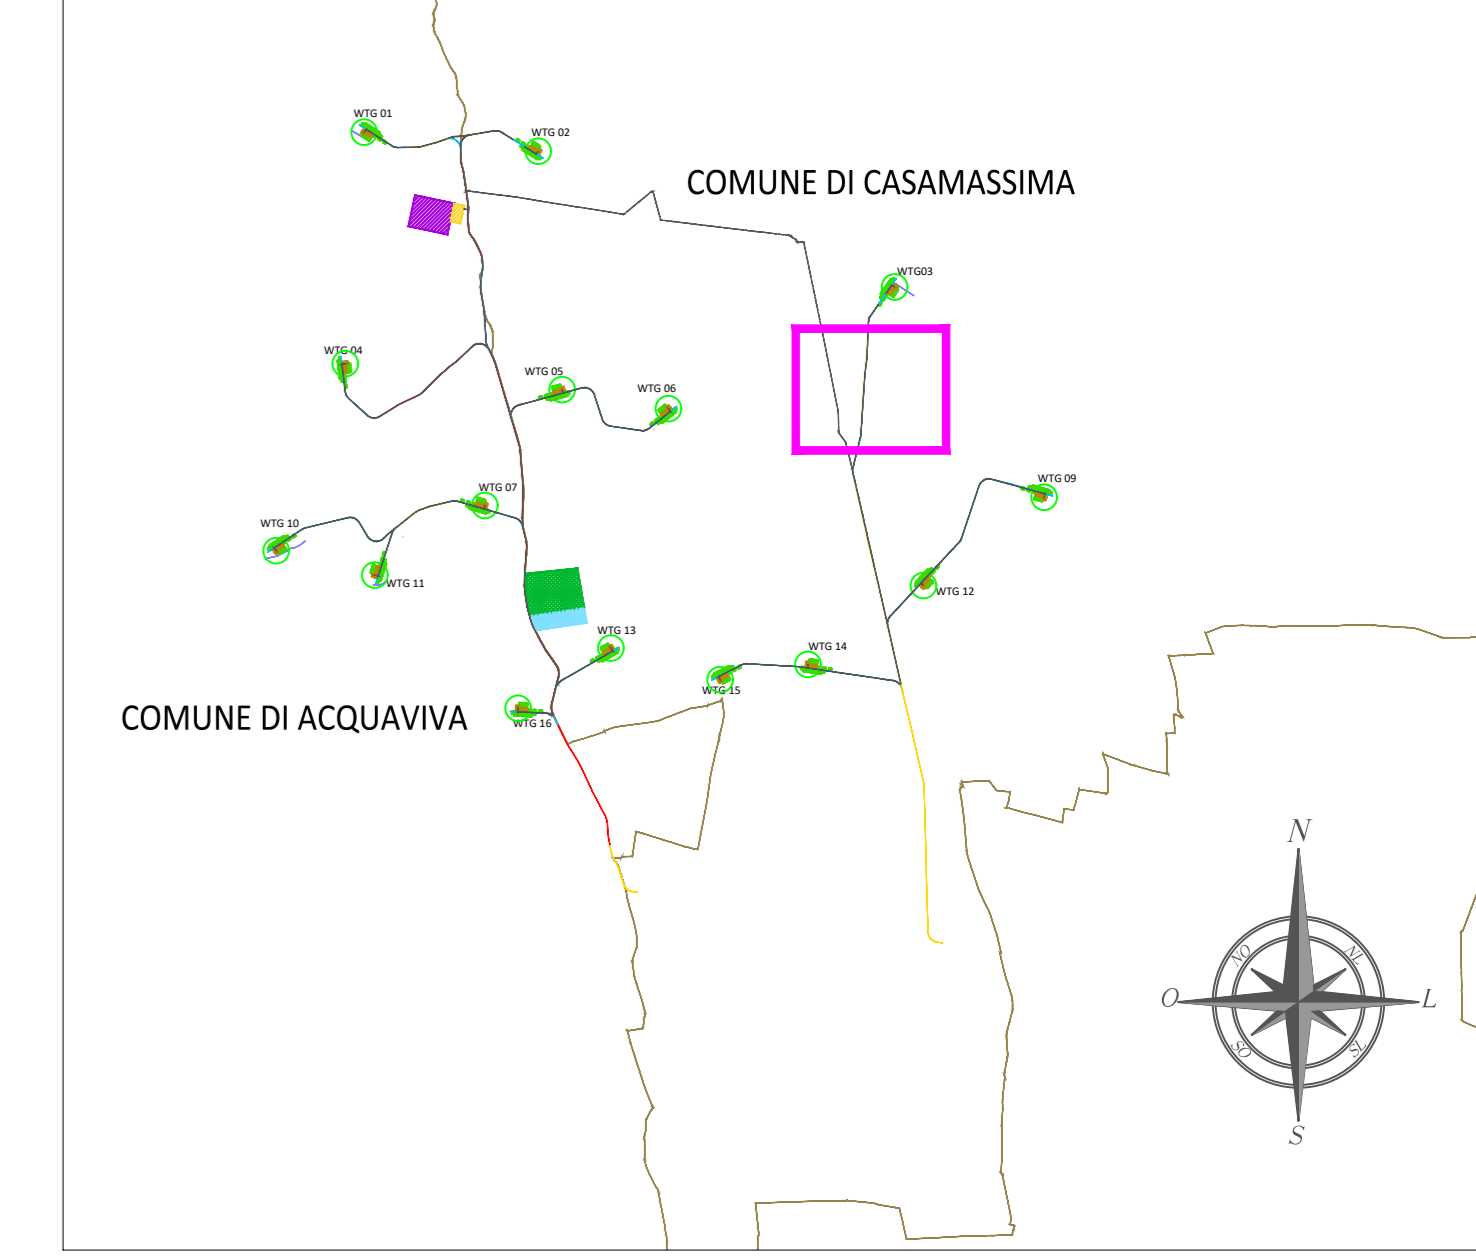 WTG 01
WTG 02
COMUNE DI CASAMASSIMA
WTG03
WTG 04
WTG 05
WTG 06
WTG 09
WTG 07
WTG 10
WTG 11
WTG 12
WTG 13
WTG 14
WTG 15
COMUNE DI ACQUAVIVA
WTG 16
N
NO
NL
O
L
SO
SL
S